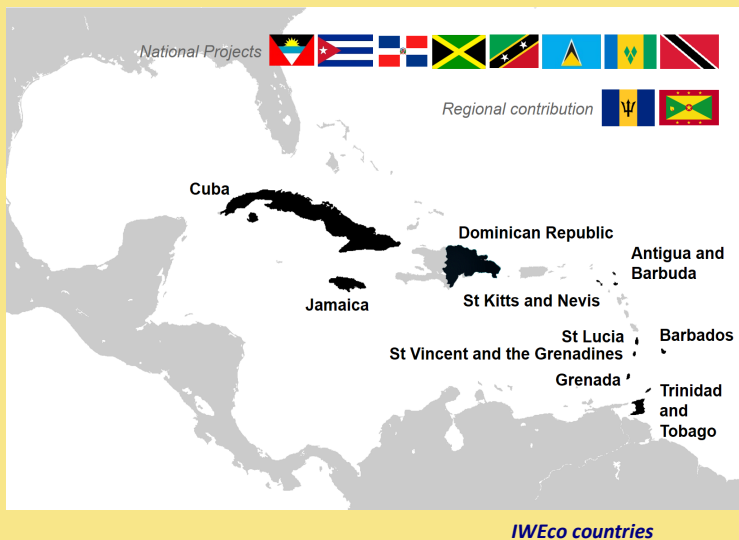 National Projects
Regional contribution
Cuba
Dominican Republic
Antigua and
Barbuda
Jamaica
St Kitts and Nevis
St Lucia
Barbados
St Vincent and the Grenadines
Grenada
Trinidad
and
Tobago
IWEco countries